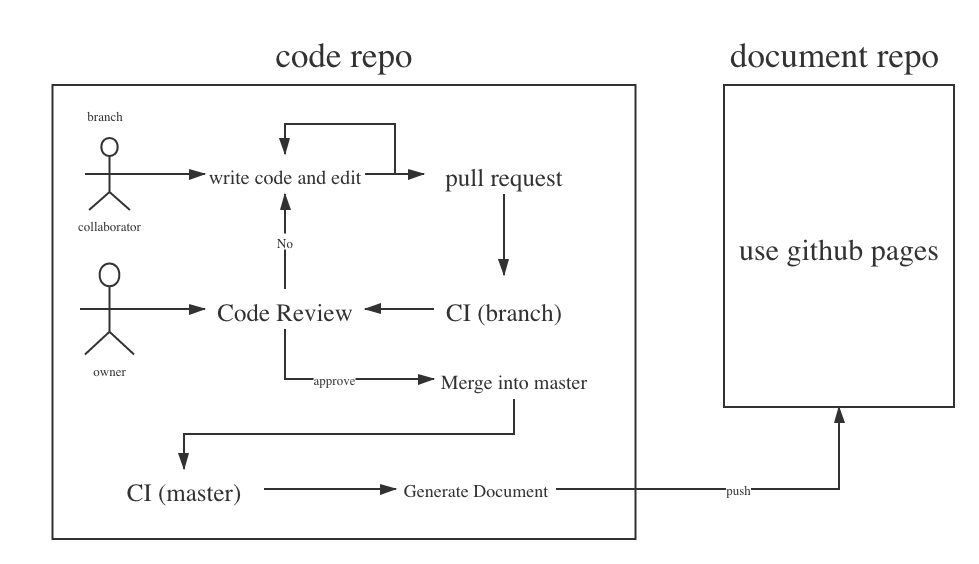 code repo
document repo
branch
write code and edit
pull request
collaborator
No
use github pages
Code Review
CI (branch)
owner
approve
Merge into master
CI (master)
Generate Document
push